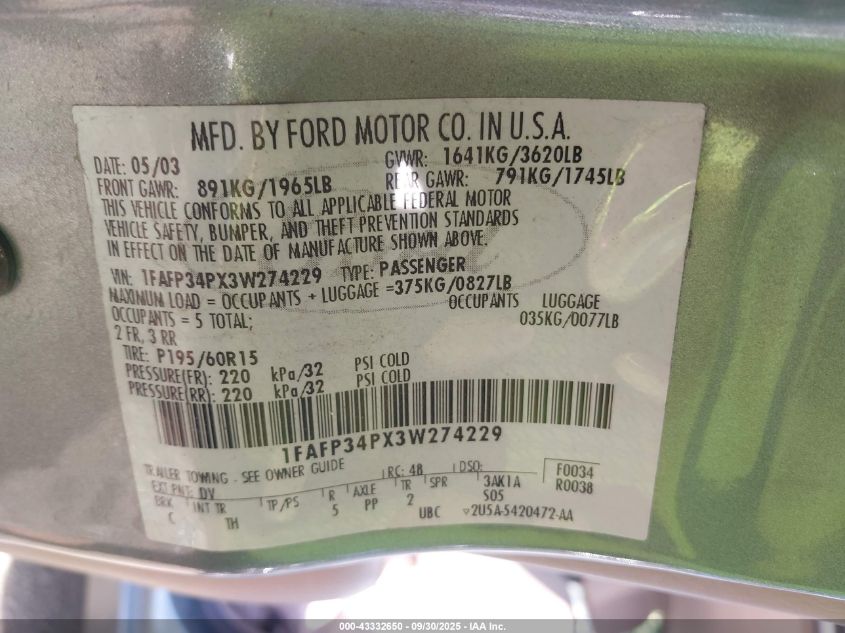 MFD. BY FORD MOTOR CO. IN U.S.A.
DATE: 05/03 GVWR: 1641KG/3620LB
FRONT GAWR: 891KG/1965LB REAR GAWR: 791KG/1745LB
THIS VEHICLE CONFORMS TO ALL APPLICABLE FEDERAL MOTOR
VEHICLE SAFETY, BUMPER, AND THEFT PREVENTION STANDARDS
IN EFFECT ON THE DATE OF MANUFACTURE SHOWN ABOVE.
VIN: 1FAFP34PX3W274229 TYPE: PASSENGER
MAXIMUM LOAD = OCCUPANTS + LUGGAGE =375KG/0827LB
OCCUPANTS = 5 TOTAL; OCCUPANTS LUGGAGE
2 FR, 3 RR 035KG/0077LB
TIRE: P195/60R15
PRESSURE(FR): 220 kPa/32 PSI COLD
PRESSURE(RR): 220 kPa/32 PSI COLD
1FAFP34PX3W274229
TRAILER TOWING - SEE OWNER GUIDE
EXT PNT: DV RC: 48 DSO: F0034
BRK INT TR TP/PS R AXLE TR SPR 3AK1A R0038
C TH 5 PP 2 S05
UBC ▽2U5A-5420472-AA
000-43332650 - 09/30/2025 - IAA Inc.